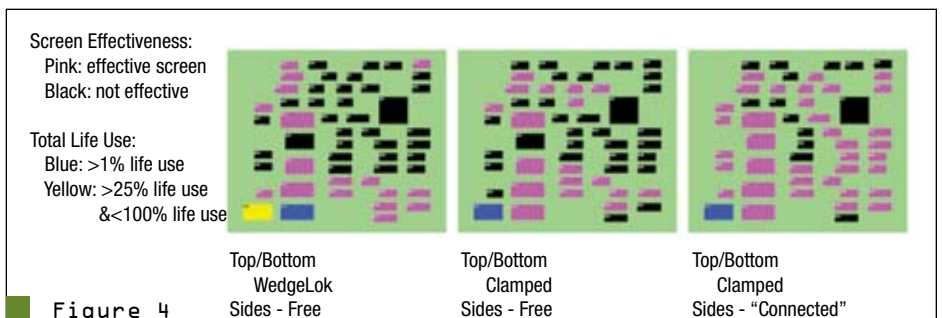 Screen Effectiveness:
Pink: effective screen
Black: not effective
Total Life Use:
Blue: >1% life use
Yellow: >25% life use
&<100% life use
Top/Bottom
WedgeLok
Sides - Free
Top/Bottom
Clamped
Sides - Free
Top/Bottom
Clamped
Sides - “Connected”
Figure 4